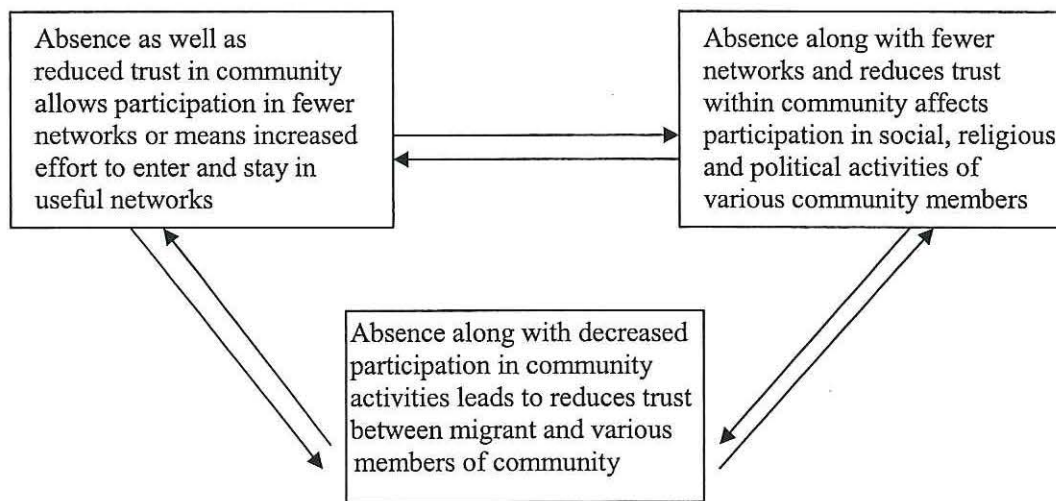 Absence as well as
reduced trust in community
allows participation in fewer
networks or means increased
effort to enter and stay in
useful networks
Absence along with fewer
networks and reduces trust
within community affects
participation in social, religious
and political activities of
various community members
Absence along with decreased
participation in community
activities leads to reduces trust
between migrant and various
members of community